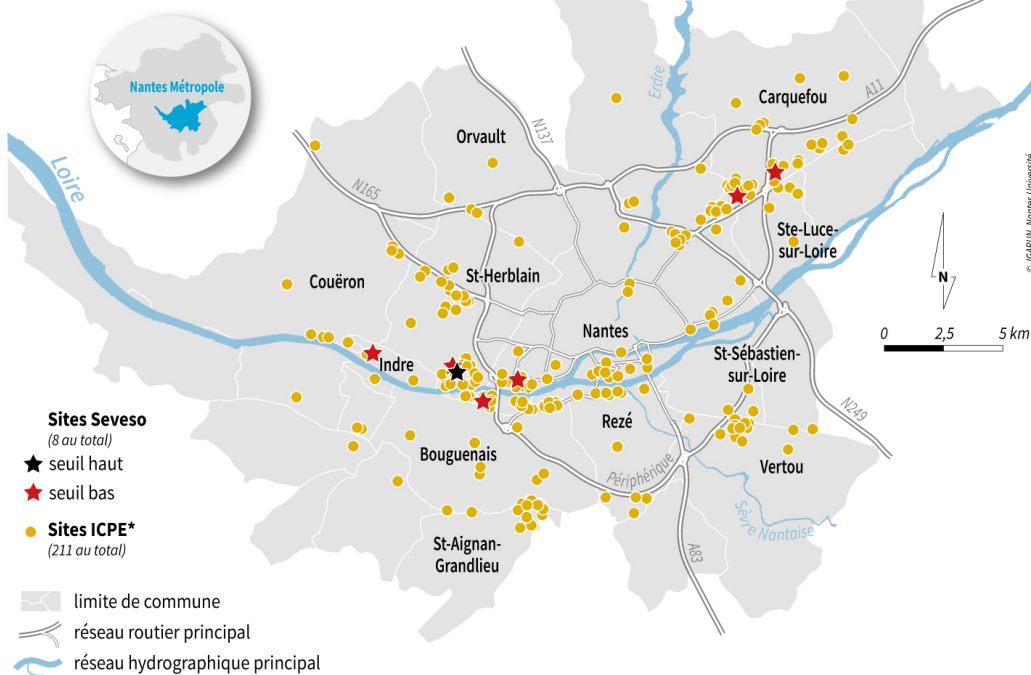 Nantes Métropole
Loire
Erdre
Carquefou
A11
Orvault
N137
N165
© IGARUN, Nantes Université
Ste-Luce-
sur-Loire
N
Couëron
St-Herblain
0 2,5 5 km
Nantes
Indre
St-Sébastien-
sur-Loire
N249
Sites Seveso
(8 au total)
seuil haut
seuil bas
Sites ICPE*
(211 au total)
Rezé
Bouguenais
Périphérique
Vertou
Sèvre Nantaise
St-Aignan-
Grandlieu
A83
limite de commune
réseau routier principal
réseau hydrographique principal